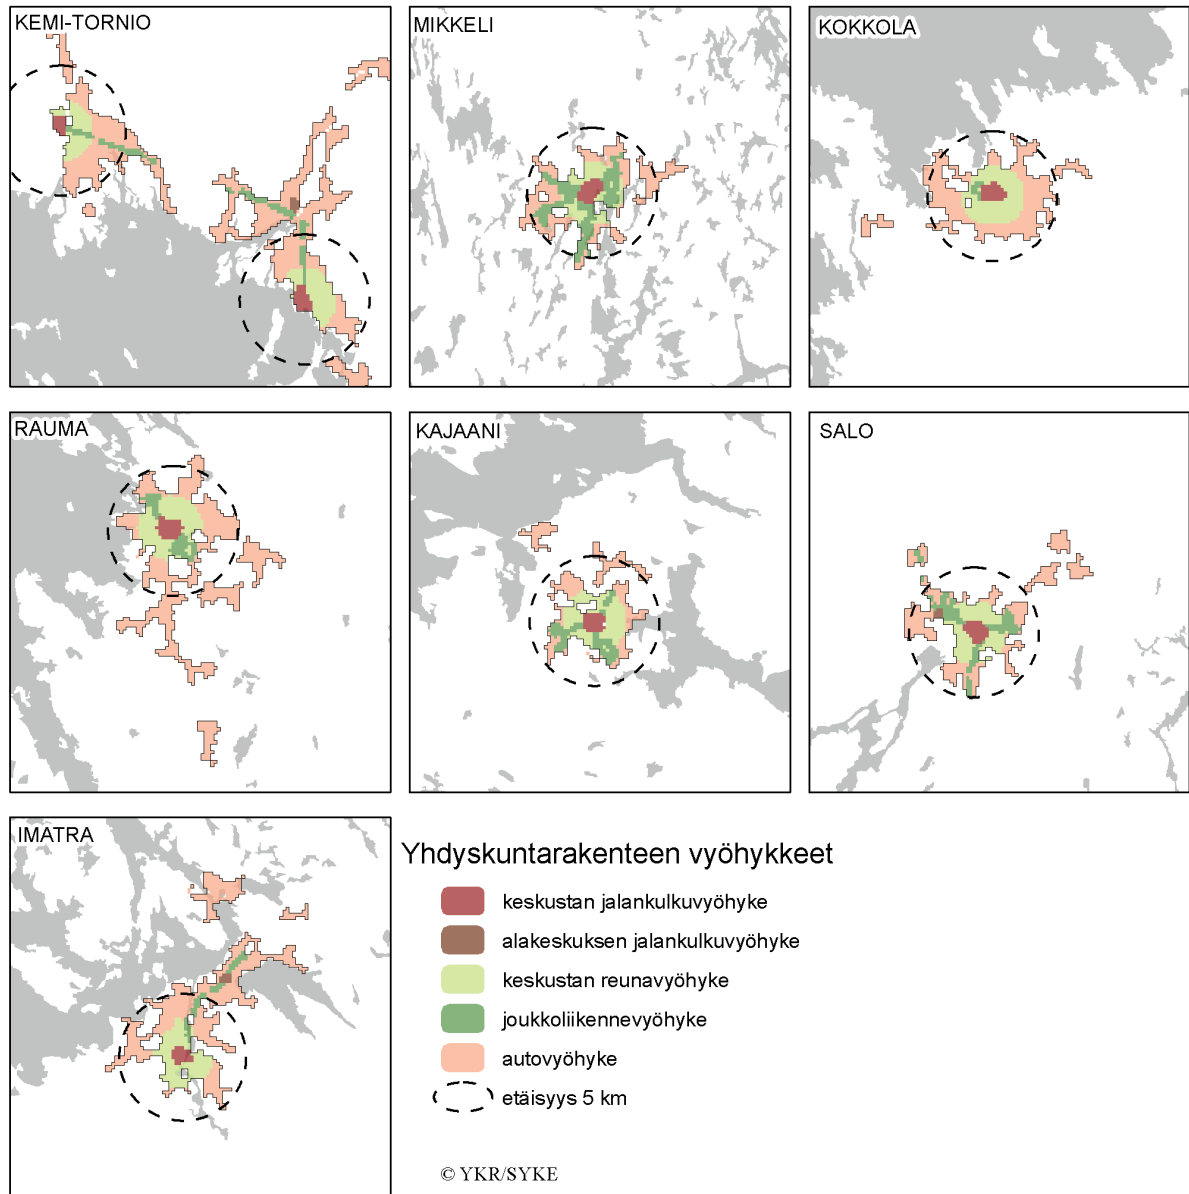 KEMI-TORNIO
MIKKELI
KOKKOLA
RAUMA
KAJAANI
SALO
IMATRA
Yhdyskuntarakenteen vyöhykkeet
keskustan jalankulkuvyöhyke
alakeskuksen jalankulkuvyöhyke
keskustan reunavyöhyke
joukkoliikennevyöhyke
autovyöhyke
etäisyys 5 km
© YKR/SYKE